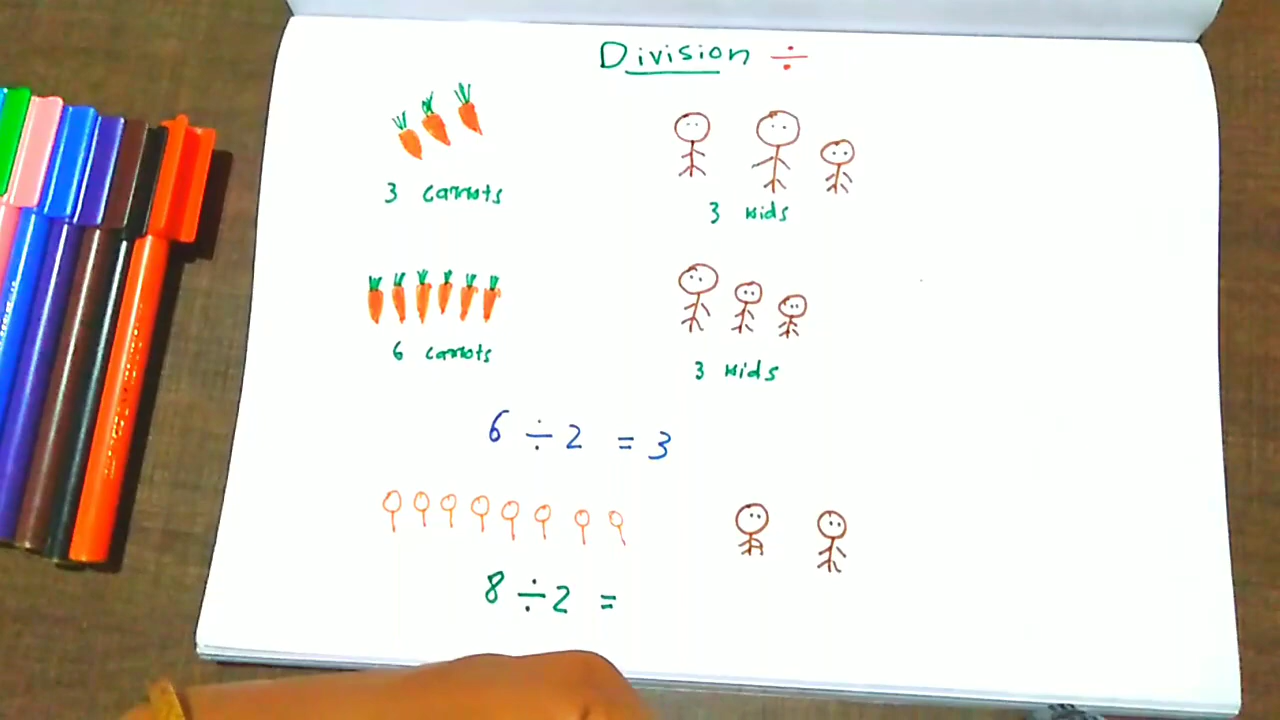 Division ÷
3 carrots
3 kids
6 carrots
3 kids
6 ÷ 2 = 3
8 ÷ 2 =